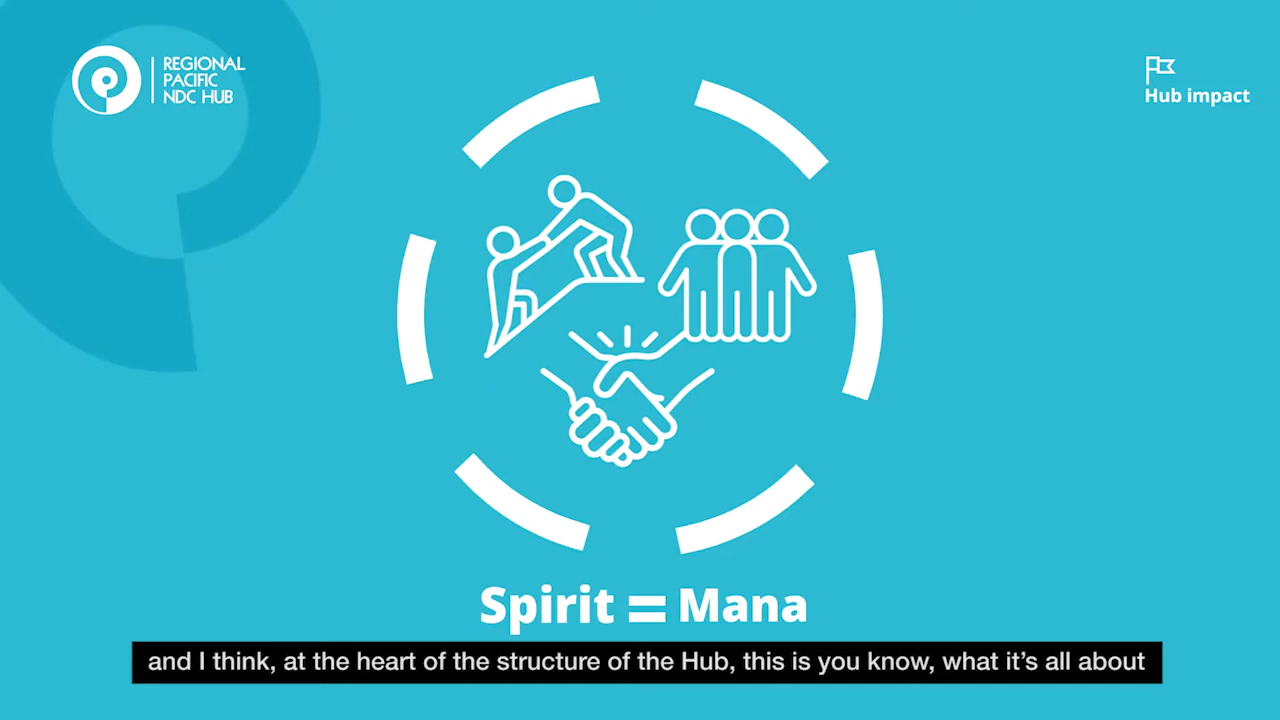 REGIONAL
PACIFIC
NDC HUB
Hub impact
Spirit = Mana
and I think, at the heart of the structure of the Hub, this is you know, what it’s all about